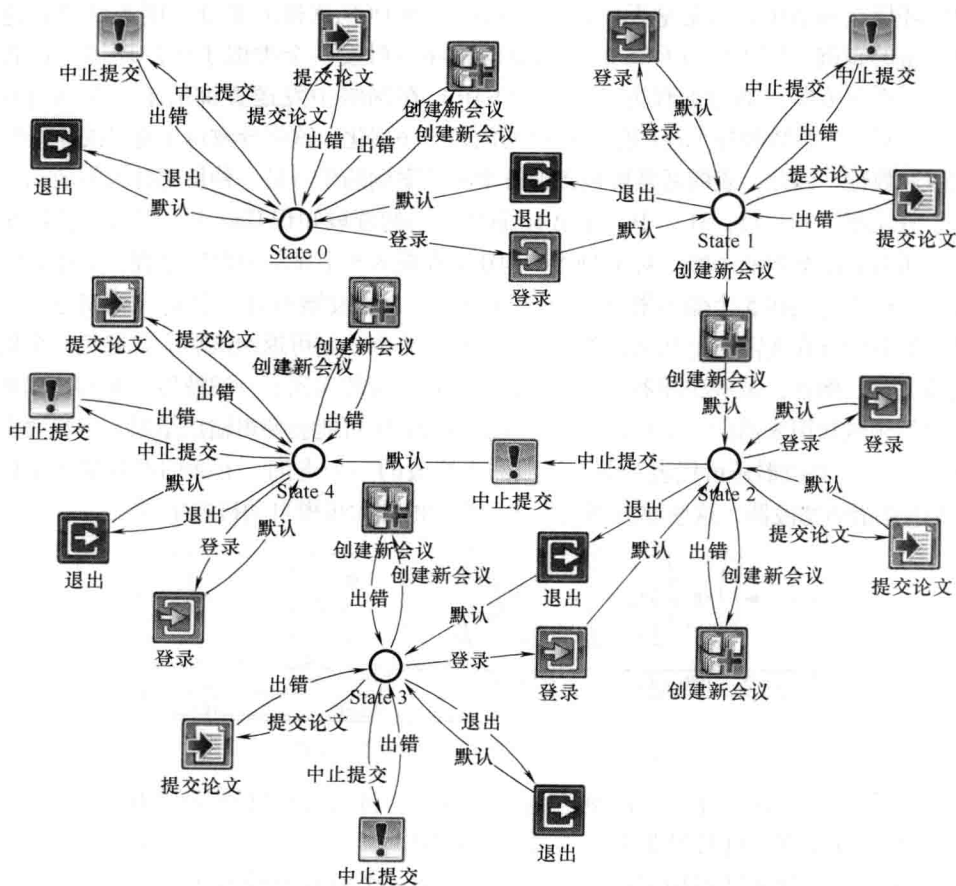 中止提交
提交论文
创建新会议
中止提交
提交论文
创建新会议
出错
出错
出错
退出
退出
默认
State 0
默认
退出
登录
登录
默认
退出
登录
默认
登录
中止提交
中止提交
出错
提交论文
出错
提交论文
State 1
创建新会议
创建新会议
默认
提交论文
提交论文
出错
创建新会议
创建新会议
出错
中止提交
出错
中止提交
默认
退出
退出
登录
登录
默认
State 4
默认
中止提交
中止提交
State 2
默认
登录
登录
默认
提交论文
提交论文
退出
退出
默认
默认
登录
登录
出错
创建新会议
创建新会议
创建新会议
创建新会议
出错
State 3
出错
提交论文
提交论文
中止提交
出错
中止提交
退出
默认
退出